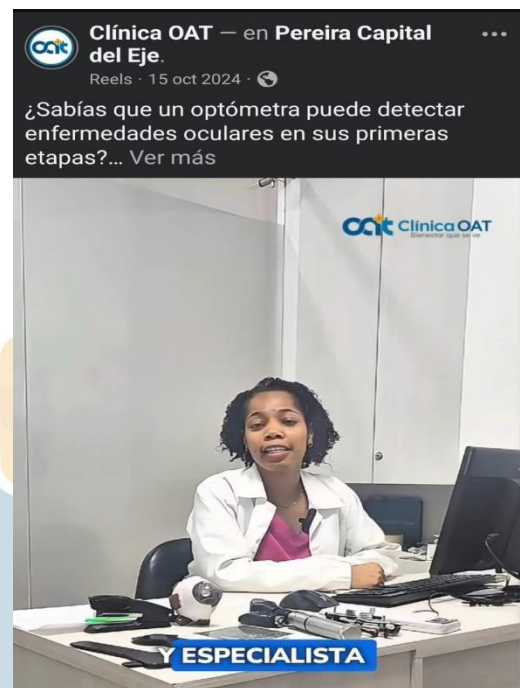 Clínica OAT — en Pereira Capital
del Eje.
Reels · 15 oct 2024 ·
¿Sabías que un optómetra puede detectar
enfermedades oculares en sus primeras
etapas?... Ver más
oat Clínica OAT
Bienestar que se ve
Y ESPECIALISTA